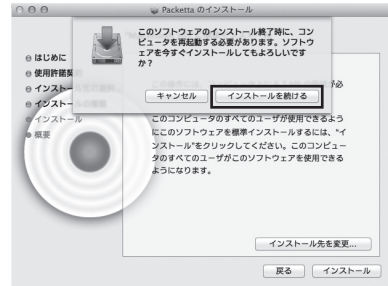 Packetta のインストール
このソフトウェアのインストール終了時に、コン
ピュータを再起動する必要があります。ソフトウ
ェアを今すぐインストールしてもよろしいです
か？
キャンセル
インストールを続ける
はじめに
使用許諾契
インスト
インスト
インストール
概要
が必
このコンピュータのすべてのユーザが使用できるよう
にこのソフトウェアを標準インストールするには、“イ
ンストール”をクリックしてください。このコンピュー
タのすべてのユーザがこのソフトウェアを使用できる
ようになります。
インストール先を変更...
戻る
インストール